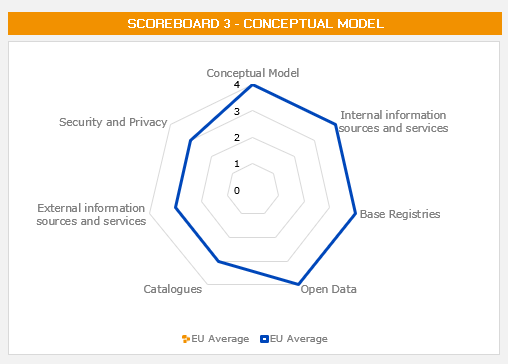 SCOREBOARD 3 - CONCEPTUAL MODEL
Conceptual Model
4
3
2
1
0
Internal information
sources and services
Base Registries
Open Data
Catalogues
External information
sources and services
Security and Privacy
EU Average
EU Average